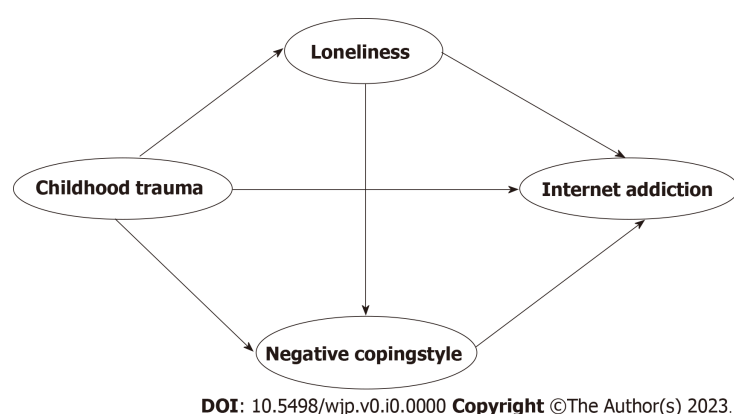 Loneliness
Childhood trauma
Internet addiction
Negative copingstyle
DOI: 10.5498/wjp.v0.i0.0000 Copyright ©The Author(s) 2023.